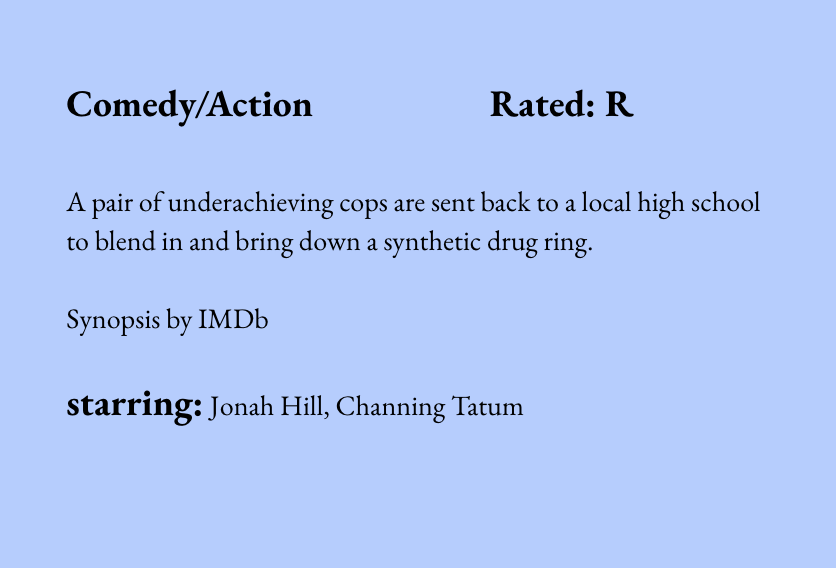 Comedy/Action Rated: R
A pair of underachieving cops are sent back to a local high school
to blend in and bring down a synthetic drug ring.
Synopsis by IMDb
starring: Jonah Hill, Channing Tatum